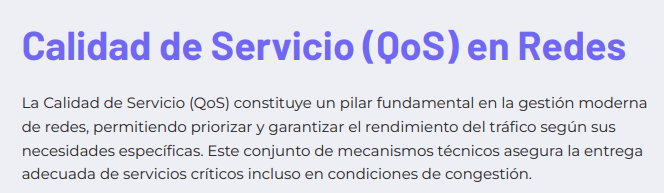 Calidad de Servicio (QoS) en Redes
La Calidad de Servicio (QoS) constituye un pilar fundamental en la gestión moderna
de redes, permitiendo priorizar y garantizar el rendimiento del tráfico según sus
necesidades específicas. Este conjunto de mecanismos técnicos asegura la entrega
adecuada de servicios críticos incluso en condiciones de congestión.